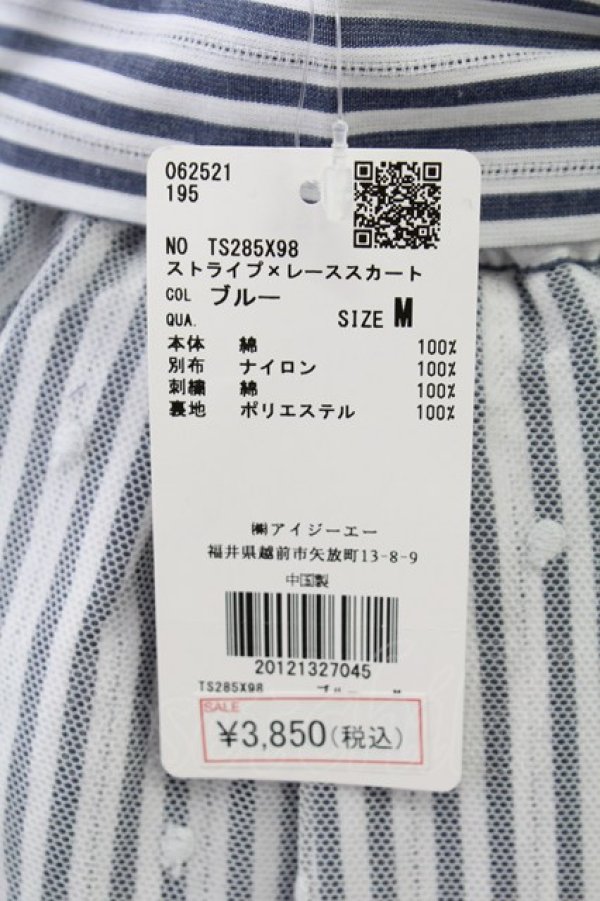 062521
195
NO TS285X98
ストライプ×レーススカート
COL ブルー
QUA. SIZE M
本体 綿 100%
別布 ナイロン 100%
刺繍 綿 100%
裏地 ポリエステル 100%
㈱アイジーエー
福井県越前市矢放町13-8-9
中国製
20121327045
TS285X98
SALE
¥3,850(税込)